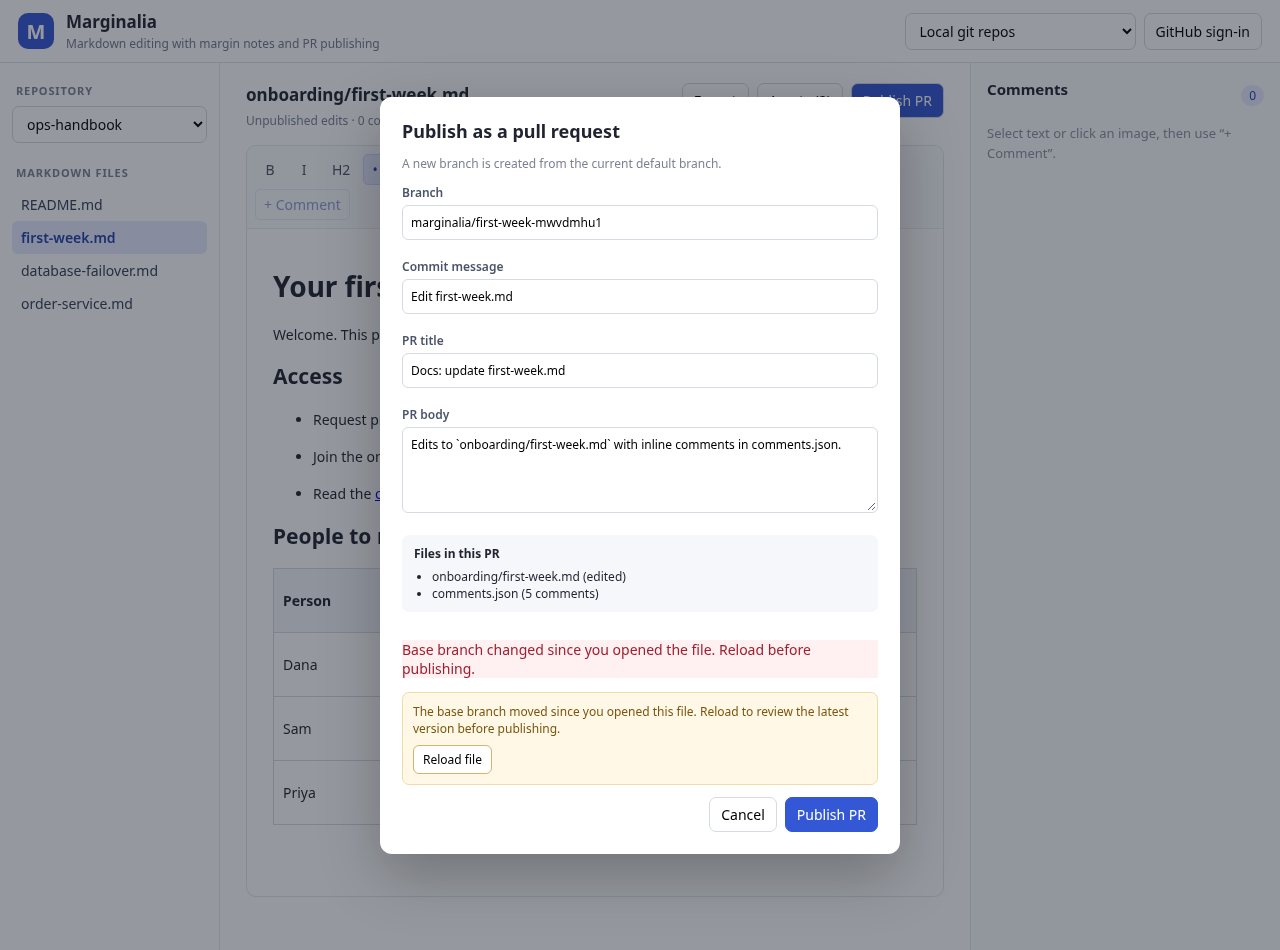 M
Marginalia
Markdown editing with margin notes and PR publishing
Local git repos
GitHub sign-in
REPOSITORY
ops-handbook
MARKDOWN FILES
README.md
first-week.md
database-failover.md
order-service.md
onboarding/first-week.md
Unpublished edits · 0 co
Publish PR
B
I
H2
•
+ Comment
Your firs
Welcome. This p
Access
• Request p
• Join the or
• Read the
People to
Person
Dana
Sam
Priya
Comments
0
Select text or click an image, then use “+
Comment”.
Publish as a pull request
A new branch is created from the current default branch.
Branch
marginalia/first-week-mwvdmhu1
Commit message
Edit first-week.md
PR title
Docs: update first-week.md
PR body
Edits to `onboarding/first-week.md` with inline comments in comments.json.
Files in this PR
• onboarding/first-week.md (edited)
• comments.json (5 comments)
Base branch changed since you opened the file. Reload before
publishing.
The base branch moved since you opened this file. Reload to review the latest
version before publishing.
Reload file
Cancel
Publish PR